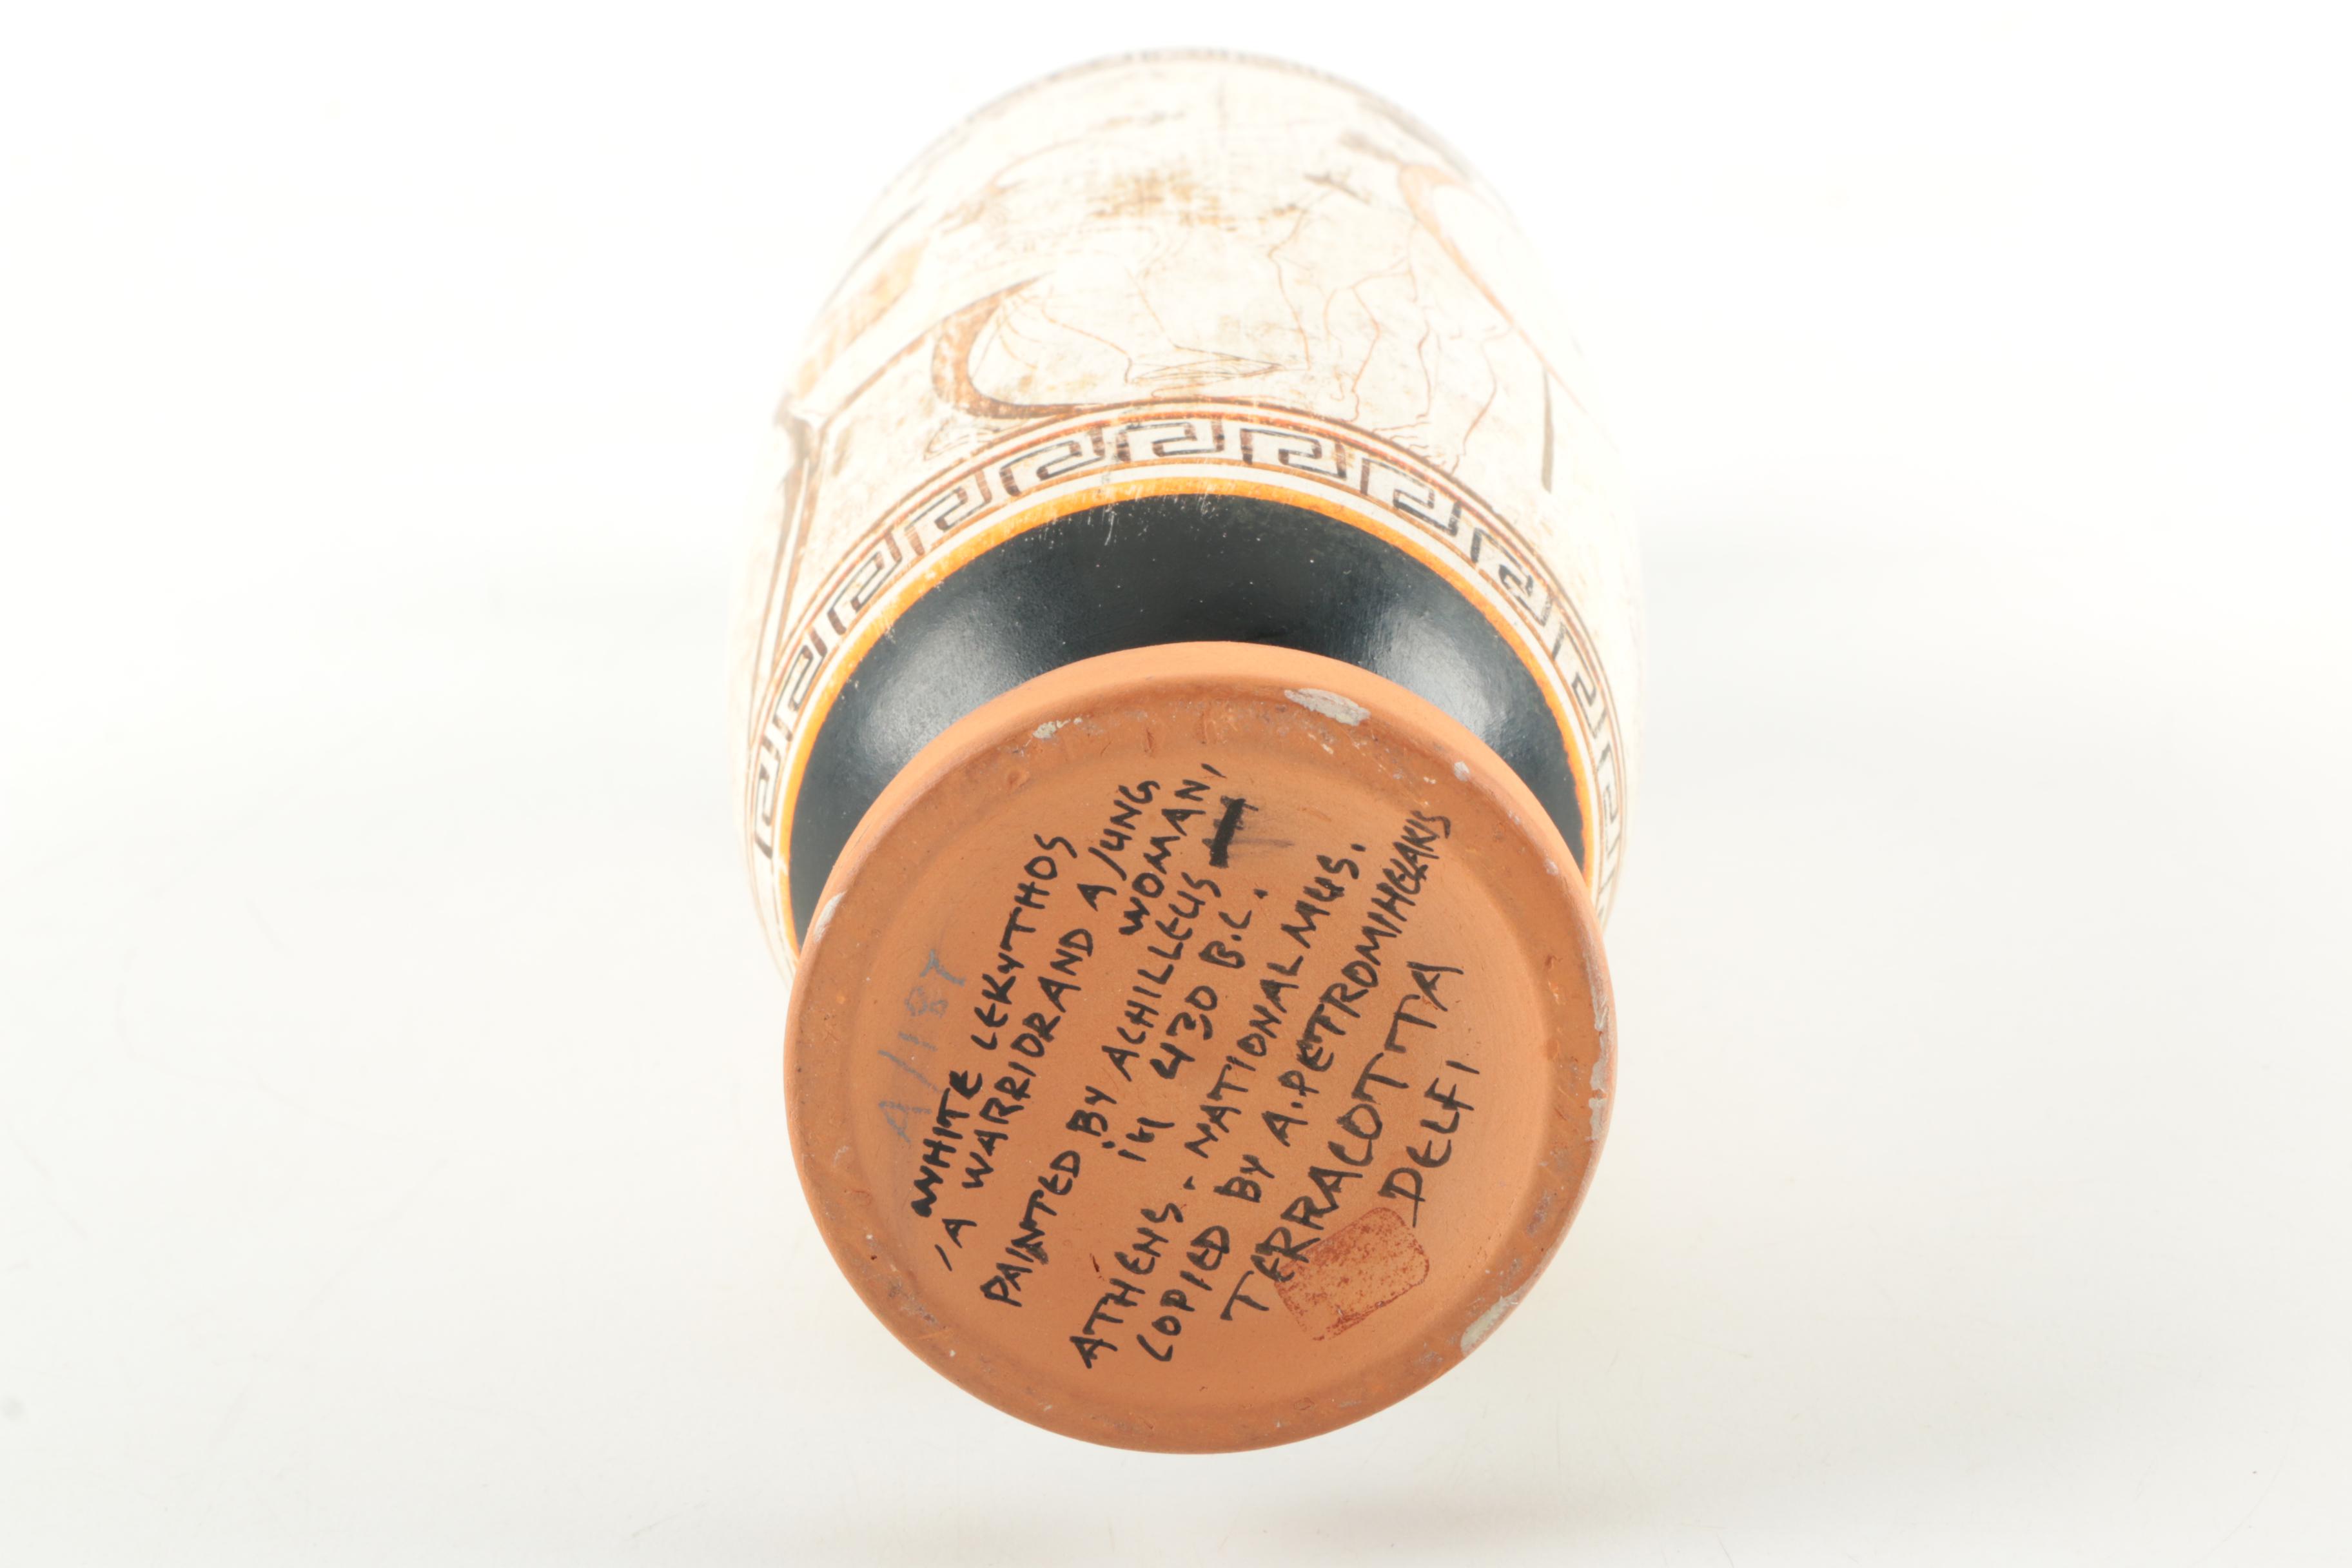 A/1187
WHITE LEKYTHOS
'A WARRIOR AND A JUNG
WOMAN'
PAINTED BY ACHILLEUS
in 430 B.C.
ATHENS - NATIONAL MUS.
COPIED BY A. PETROMIHELAKIS
TERRACOTTA
DELFI